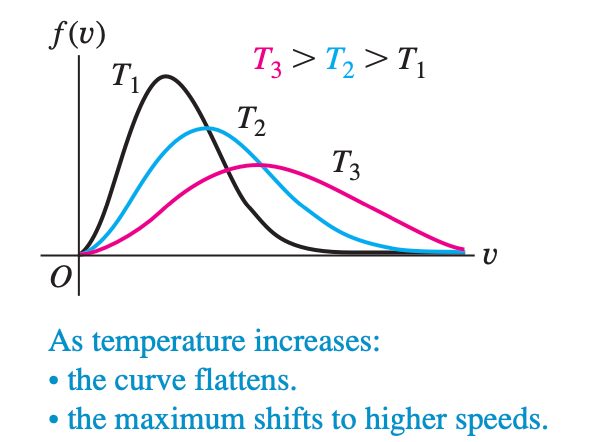 f(v)
T₃ > T₂ > T₁
T₁
T₂
T₃
v
O
As temperature increases:
• the curve flattens.
• the maximum shifts to higher speeds.